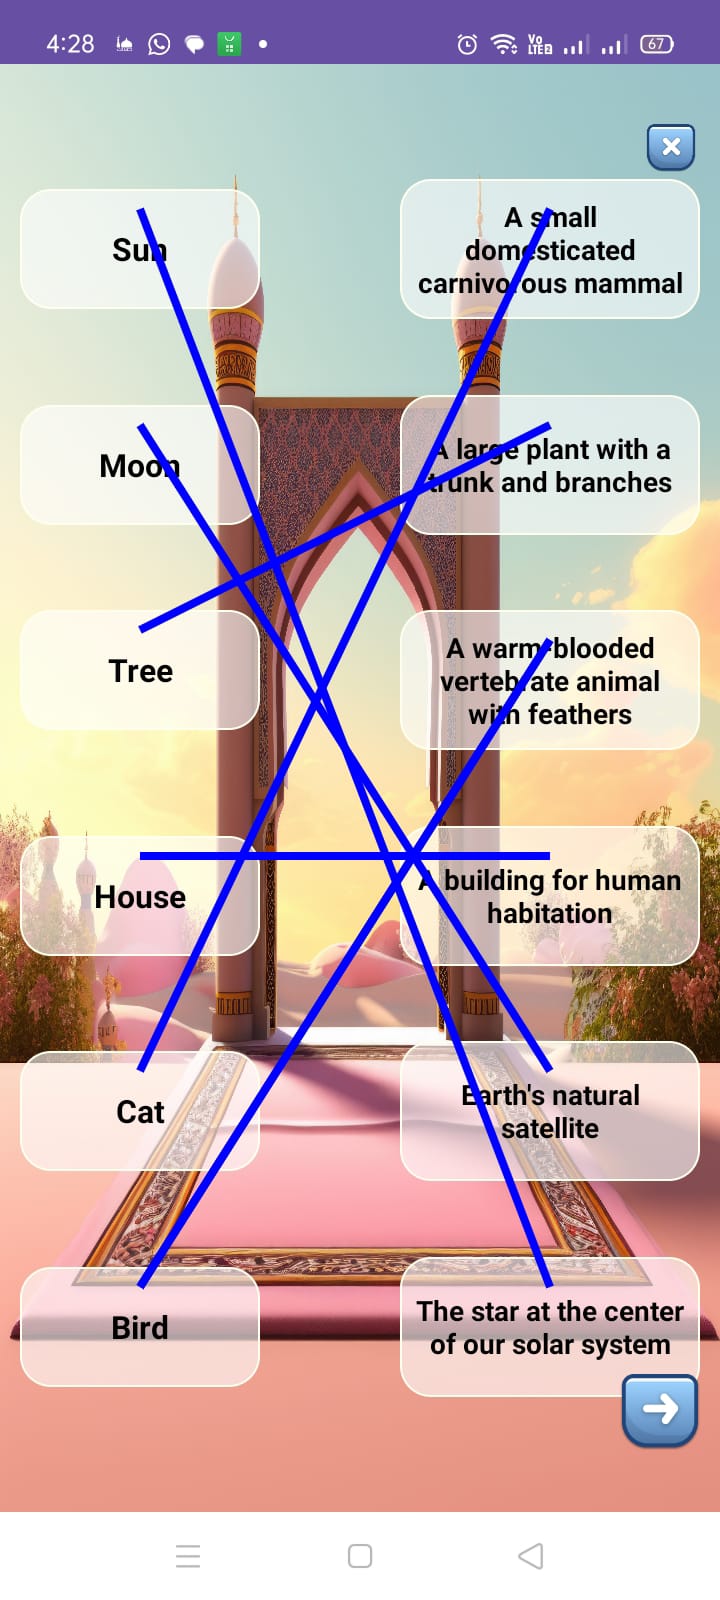 4:28
Vo
LTE2
67
Sun
A small
domesticated
carnivorous mammal
Moon
A large plant with a
trunk and branches
Tree
A warm-blooded
vertebrate animal
with feathers
House
A building for human
habitation
Cat
Earth's natural
satellite
Bird
The star at the center
of our solar system